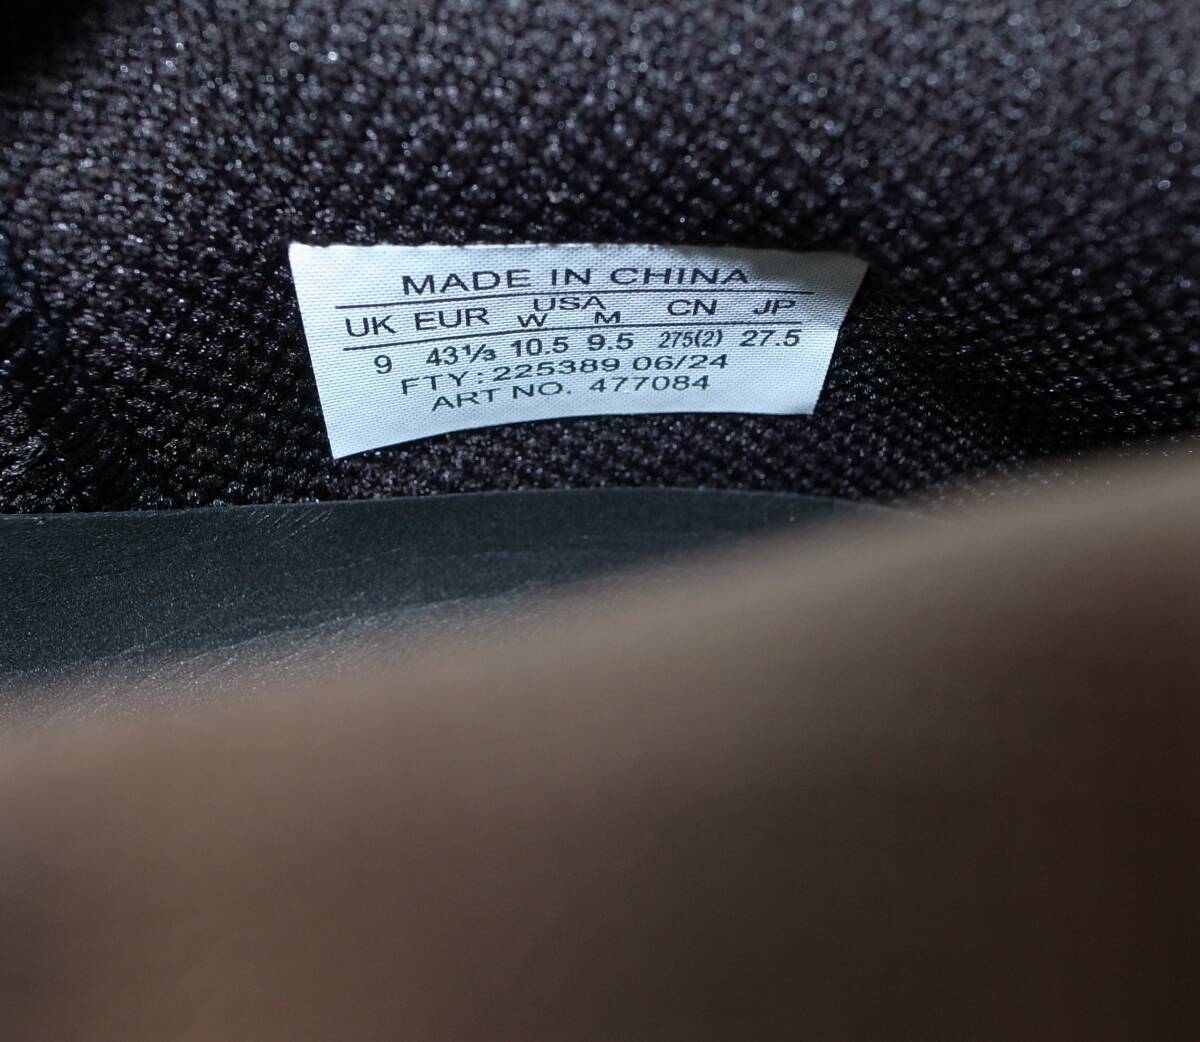 MADE IN CHINA
UK EUR USA CN JP
W M
9 43⅓ 10.5 9.5 275(2) 27.5
FTY: 225389 06/24
ART NO. 477084